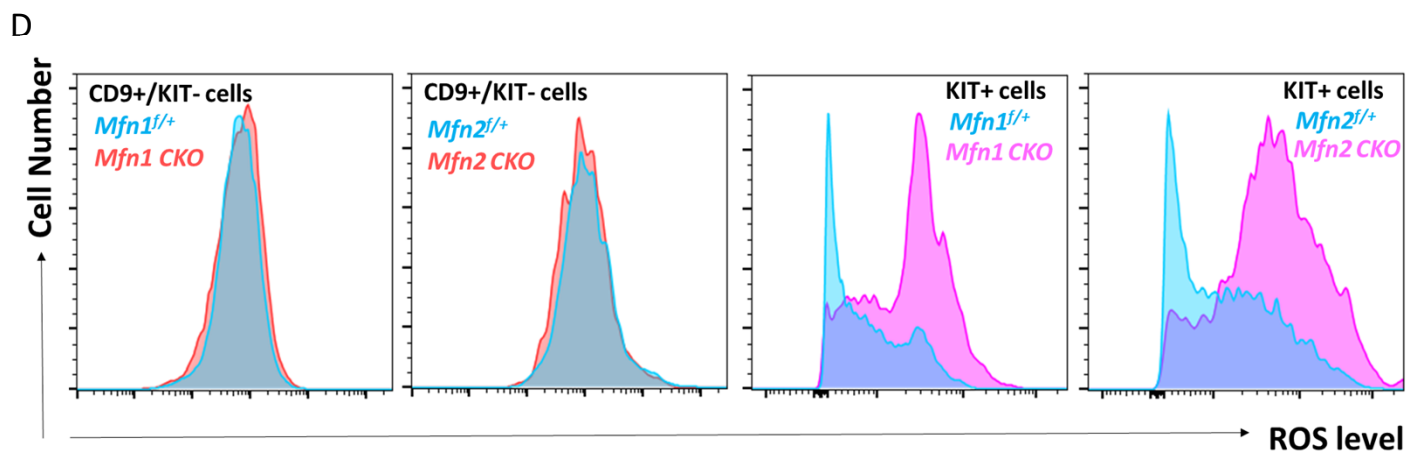 D
Cell Number
CD9+/KIT- cells
Mfn1f/+
Mfn1 CKO
CD9+/KIT- cells
Mfn2f/+
Mfn2 CKO
KIT+ cells
Mfn1f/+
Mfn1 CKO
KIT+ cells
Mfn2f/+
Mfn2 CKO
ROS level